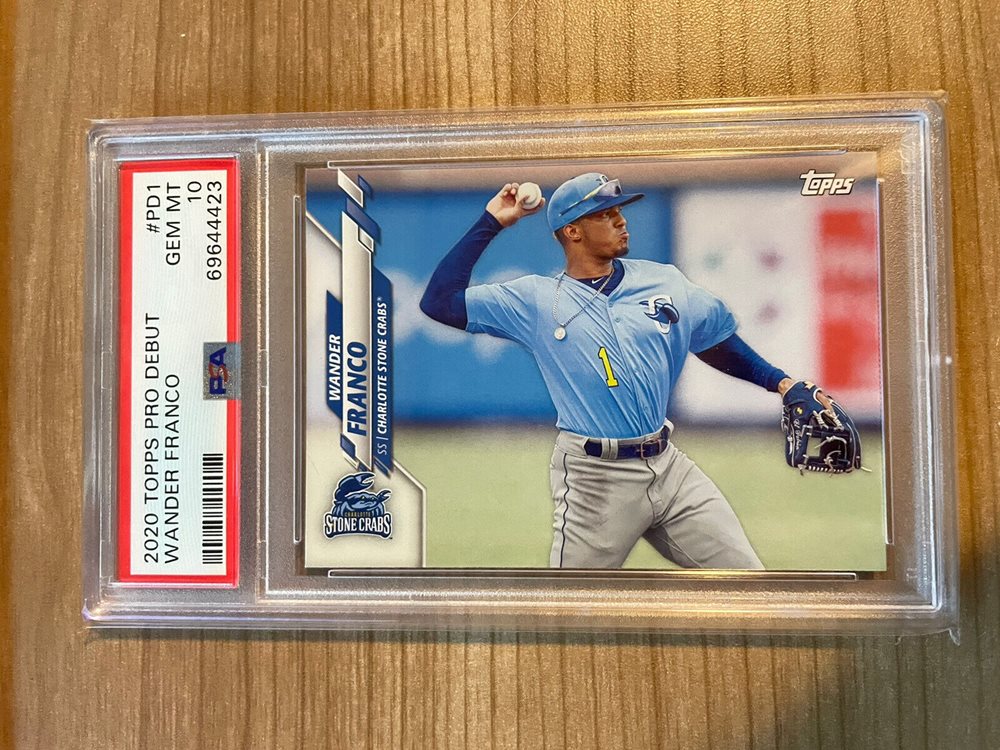 2020 TOPPS PRO DEBUT
WANDER FRANCO
#PD1
GEM MT
10
69644423
PSA
topps
WANDER
FRANCO
SS | CHARLOTTE STONE CRABS®
CHARLOTTE
STONE CRABS
1